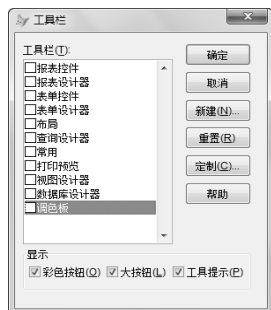 工具栏
工具栏(T):
报表控件
报表设计器
表单控件
表单设计器
布局
查询设计器
常用
打印预览
视图设计器
数据库设计器
调色板
确定
取消
新建(N)...
重置(R)
定制(C)...
帮助
显示
彩色按钮(O) 大按钮(L) 工具提示(P)